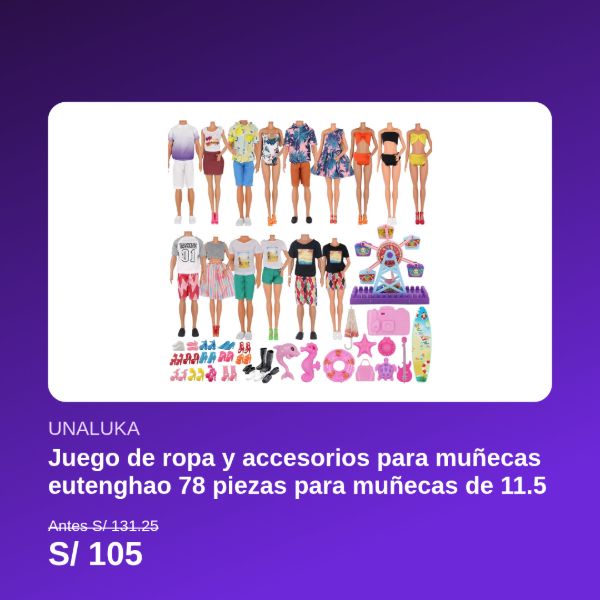 UNALUKA
Juego de ropa y accesorios para muñecas
eutenghao 78 piezas para muñecas de 11.5
Antes S/ 131.25
S/ 105